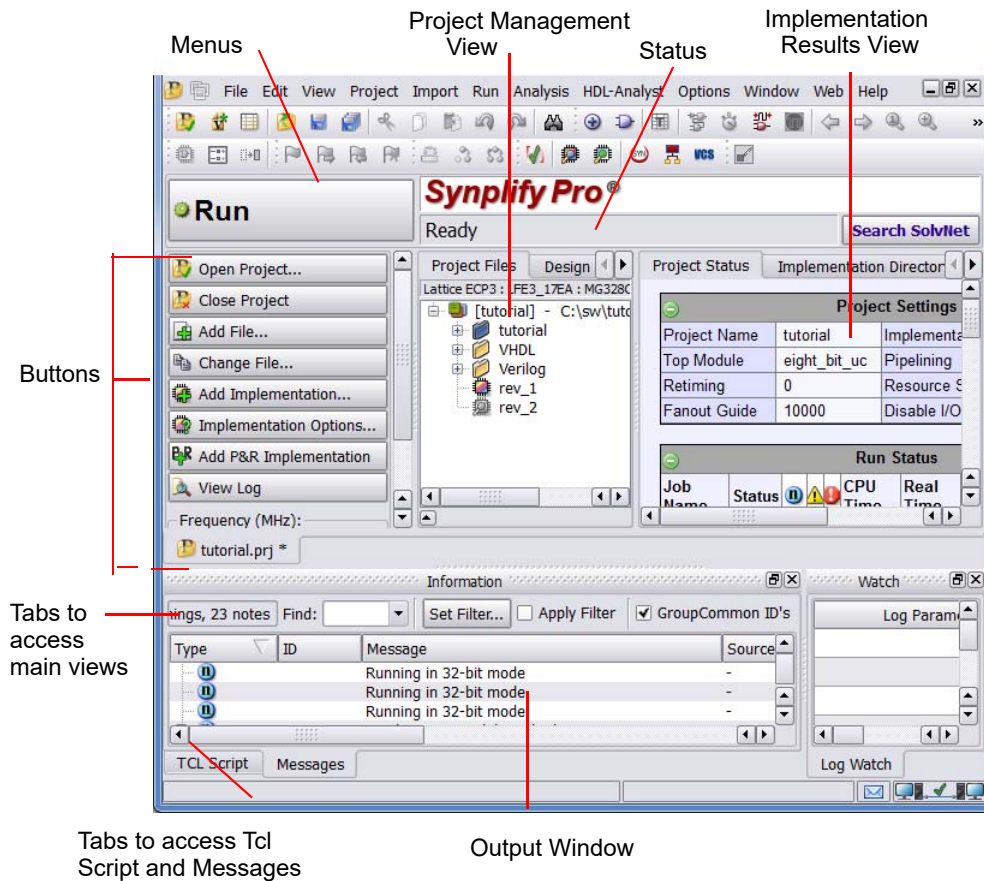 Project Management
View
Implementation
Results View
Menus
Status
File Edit View Project Import Run Analysis HDL-Analyst Options Window Web Help
»
SYN
VCS
Run
Synplify Pro®
Ready
Search SolvNet
Buttons
Open Project...
Close Project
Add File...
Change File...
Add Implementation...
Implementation Options...
P&R Add P&R Implementation
View Log
Frequency (MHz):
Project Files Design
Lattice ECP3 : LFE3_17EA : MG328C
[tutorial] - C:\sw\tuto
tutorial
VHDL
Verilog
rev_1
rev_2
Project Status Implementation Director
Project Settings
Project Name tutorial Implementa
Top Module eight_bit_uc Pipelining
Retiming 0 Resource S
Fanout Guide 10000 Disable I/O
Run Status
Job Name Status n CPU Time Real Time
tutorial.prj *
Information
Watch
Tabs to
access
main views
nings, 23 notes Find: Set Filter... Apply Filter GroupCommon ID's
Log Parame
Type ID Message Source
n Running in 32-bit mode -
n Running in 32-bit mode -
n Running in 32-bit mode -
TCL Script Messages
Log Watch
Tabs to access Tcl
Script and Messages
Output Window